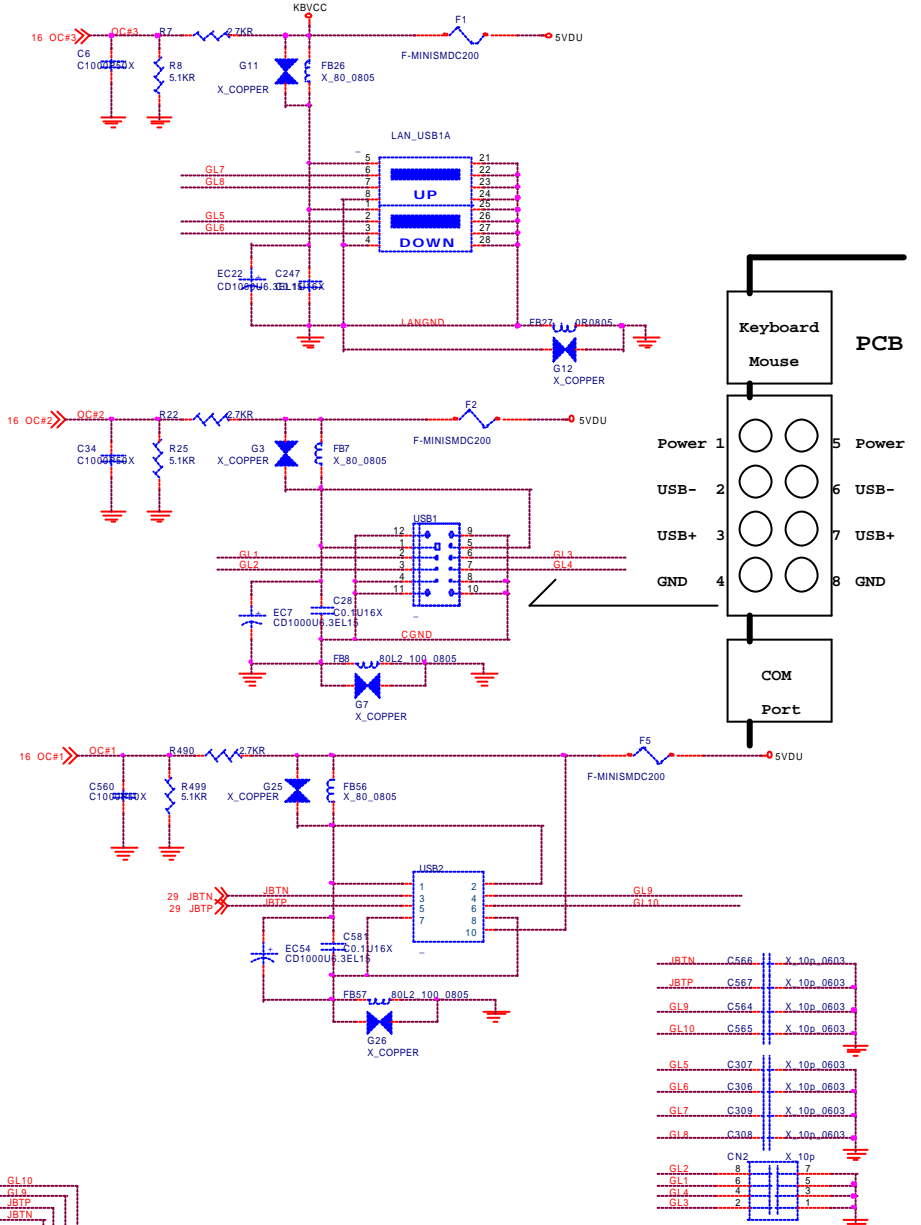 KBVCC
16 OC#3 OC#3 R7 2.7KR F1 5VDU
F-MINISMDC200
C6
C1000P50X
R8
5.1KR
G11
X_COPPER
FB26
X_80_0805
LAN_USB1A
5 21
GL7 6 22
GL8 7 23
8 24
UP
1 25
GL5 2 26
GL6 3 27
4 28
DOWN
EC22
CD1000U6.3EL15
C247
LANGND
FB27 0R0805
G12
X_COPPER
Keyboard
Mouse
PCB
Power 1 5 Power
USB- 2 6 USB-
USB+ 3 7 USB+
GND 4 8 GND
COM
Port
16 OC#2 OC#2 R22 2.7KR F2 5VDU
F-MINISMDC200
C34
C1000P50X
R25
5.1KR
G3
X_COPPER
FB7
X_80_0805
USB1
12 9
1 5
GL1 2 6 GL3
GL2 3 7 GL4
4 8
11 10
EC7
CD1000U6.3EL15
C28
C0.1U16X
CGND
FB8 80L2_100_0805
G7
X_COPPER
16 OC#1 OC#1 R490 2.7KR F5 5VDU
F-MINISMDC200
C560
C1000P50X
R499
5.1KR
G25
X_COPPER
FB56
X_80_0805
USB2
1 2
29 JBTN JBTN 3 4 GL9
29 JBTP JBTP 5 6 GL10
7 8
10
EC54
CD1000U6.3EL15
C581
C0.1U16X
FB57 80L2_100_0805
G26
X_COPPER
JBTN C566 X_10p_0603
JBTP C567 X_10p_0603
GL9 C564 X_10p_0603
GL10 C565 X_10p_0603
GL5 C307 X_10p_0603
GL6 C306 X_10p_0603
GL7 C309 X_10p_0603
GL8 C308 X_10p_0603
CN2 X_10p
GL2 8 7
GL1 6 5
GL4 4 3
GL3 2 1
GL10
GL9
JBTP
JBTN